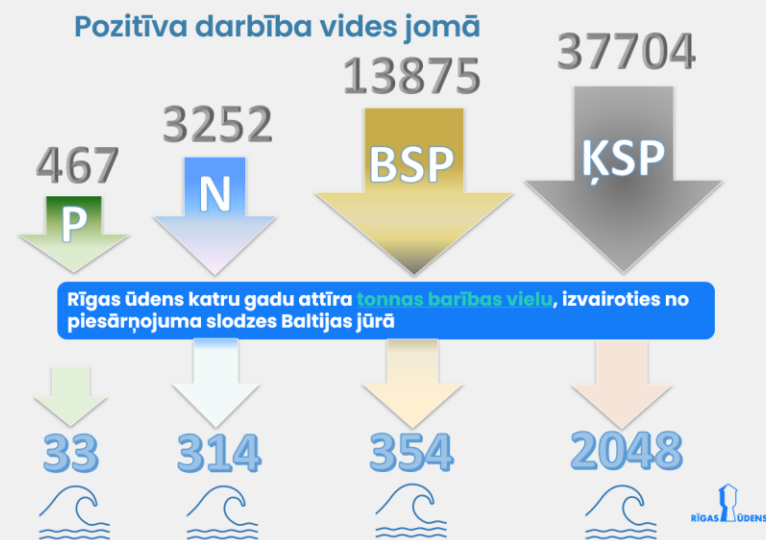 Pozitīva darbība vides jomā
467
3252
13875
37704
P
N
BSP
ĶSP
Rīgas ūdens katru gadu attīra tonnas barības vielu, izvairoties no
piesārņojuma slodzes Baltijas jūrā
33
314
354
2048
RĪGAS ŪDENS